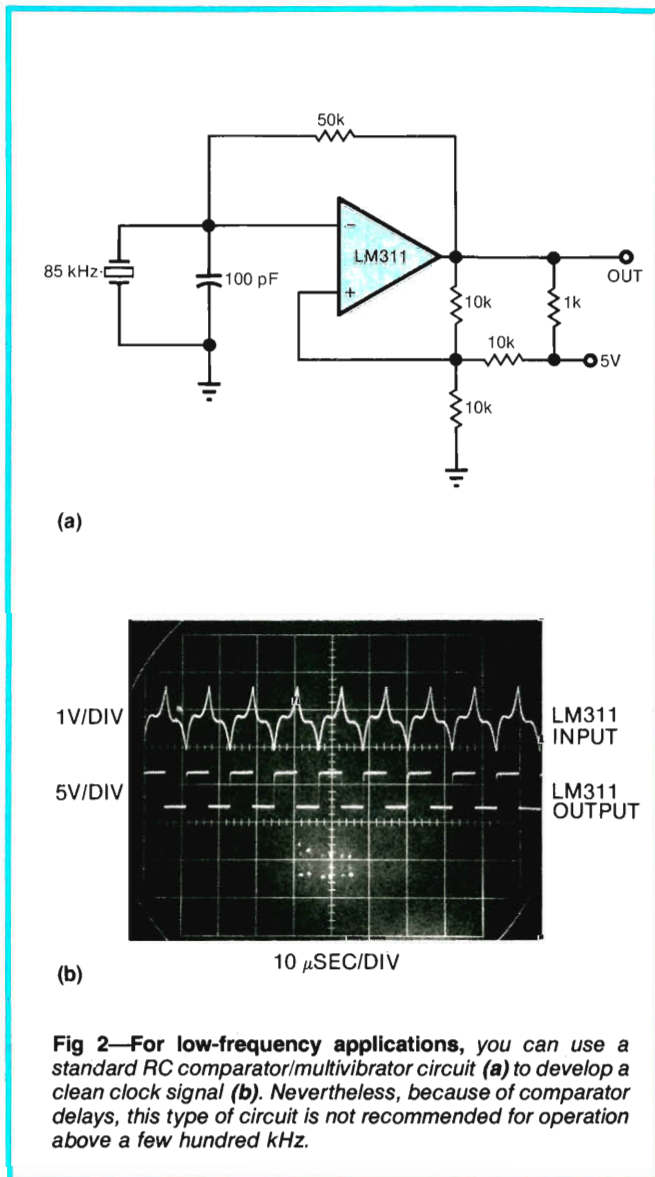 50k
85 kHz
100 pF
LM311
−
+
OUT
10k
1k
10k
5V
10k
(a)
1V/DIV
LM311
INPUT
5V/DIV
LM311
OUTPUT
10 μSEC/DIV
(b)
Fig 2—For low-frequency applications, you can use a
standard RC comparator/multivibrator circuit (a) to develop a
clean clock signal (b). Nevertheless, because of comparator
delays, this type of circuit is not recommended for operation
above a few hundred kHz.